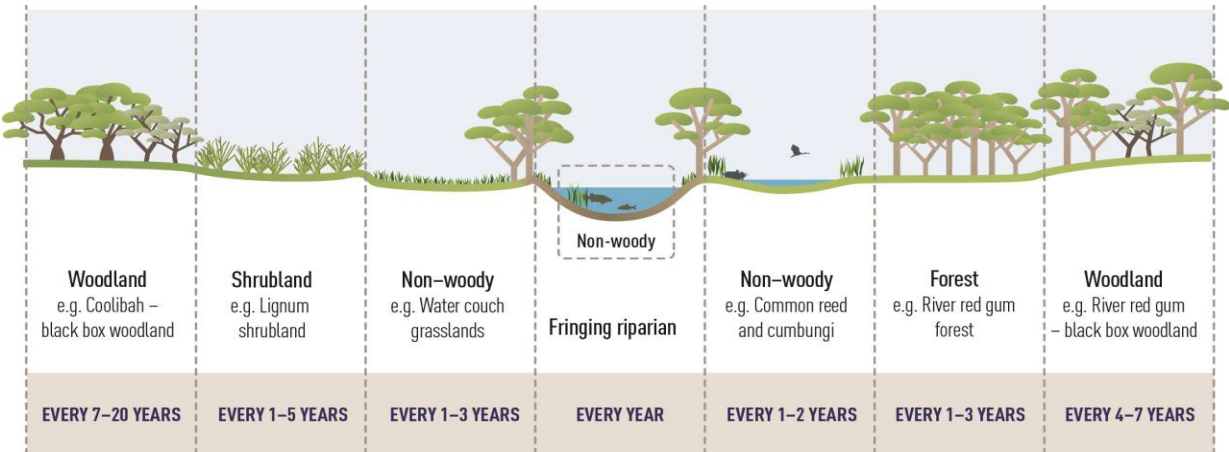 Non-woody
Woodland
e.g. Coolibah –
black box woodland
Shrubland
e.g. Lignum
shrubland
Non–woody
e.g. Water couch
grasslands
Fringing riparian
Non–woody
e.g. Common reed
and cumbungi
Forest
e.g. River red gum
forest
Woodland
e.g. River red gum
– black box woodland
EVERY 7–20 YEARS
EVERY 1–5 YEARS
EVERY 1–3 YEARS
EVERY YEAR
EVERY 1–2 YEARS
EVERY 1–3 YEARS
EVERY 4–7 YEARS